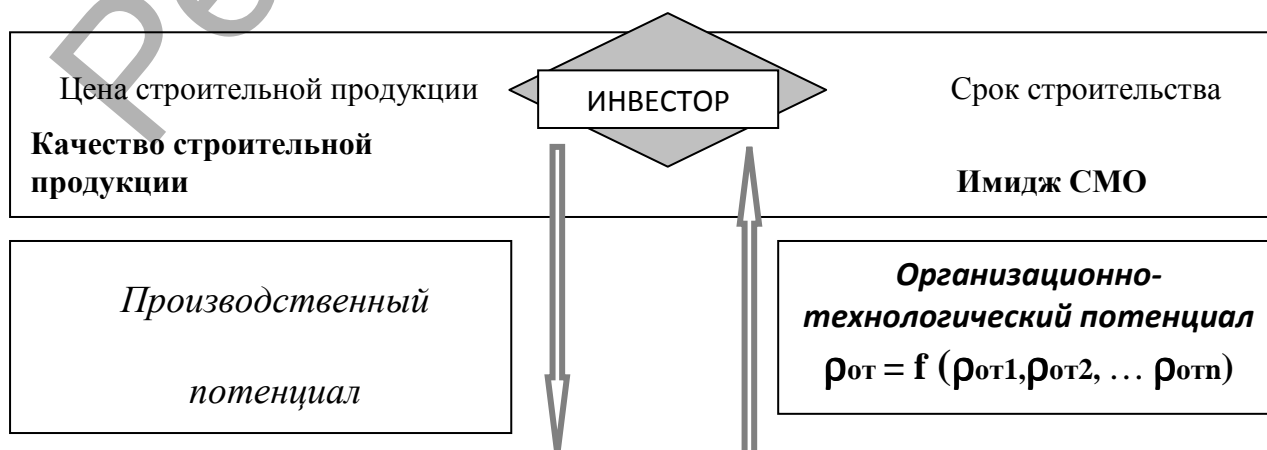 Ре
Цена строительной продукции
ИНВЕСТОР
Срок строительства
Качество строительной
продукции
Имидж СМО
Производственный
потенциал
Организационно-
технологический потенциал
ρот = f (ρот1,ρот2, … ρотn)